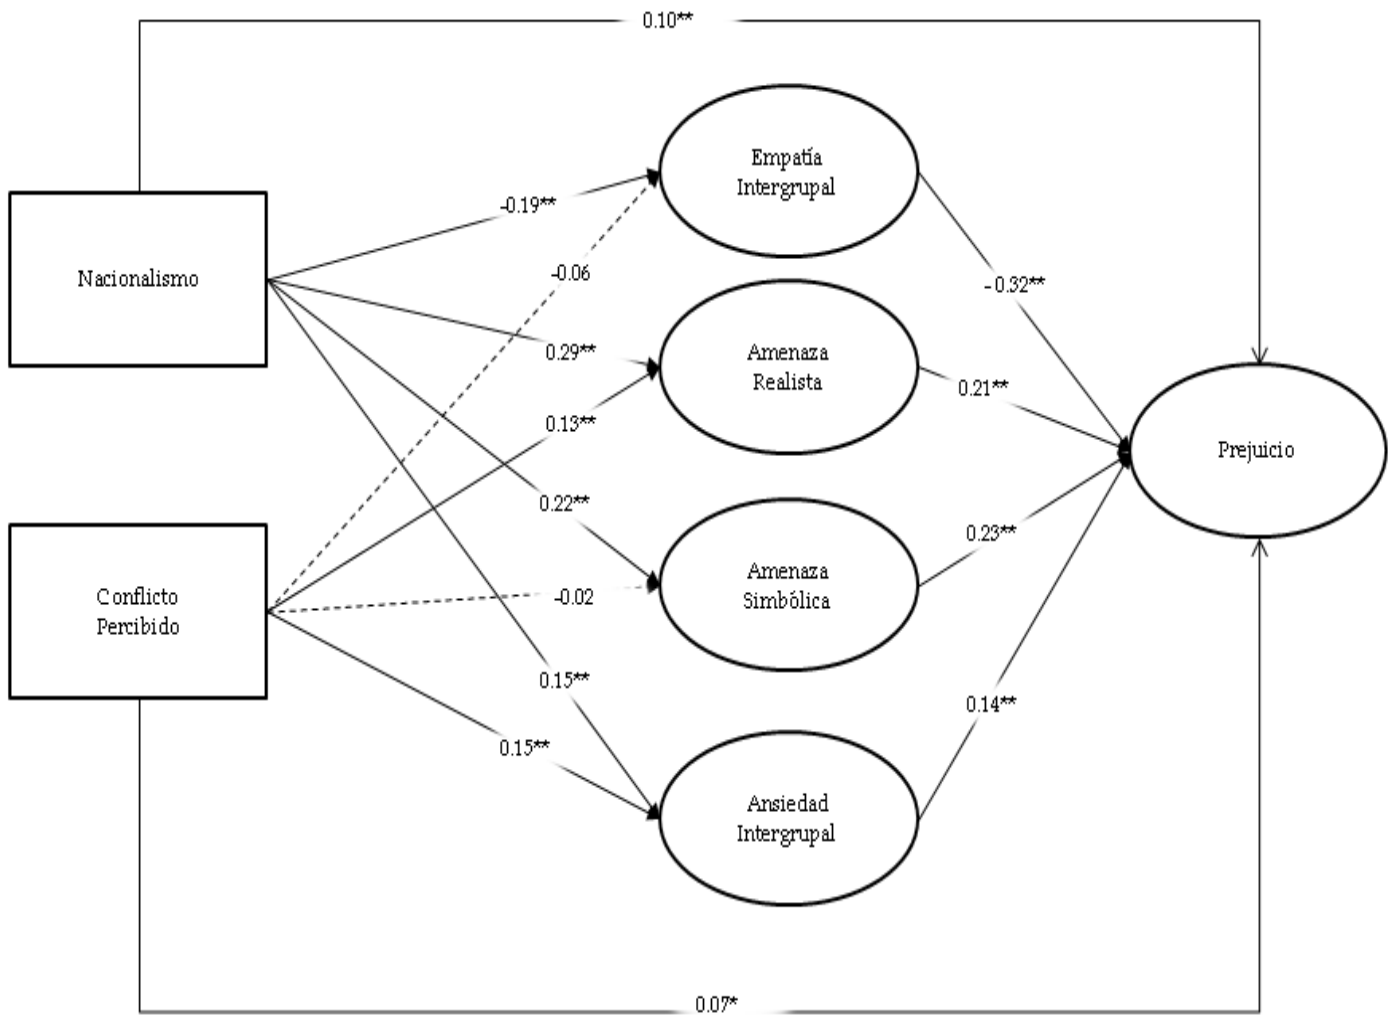 0.10**
Empatía
Intergrupal
-0.19**
Nacionalismo
-0.06
-0.32**
0.29**
Amenaza
Realista
0.21**
0.13**
Prejuicio
0.22**
0.23**
Conflicto
Percibido
-0.02
Amenaza
Simbólica
0.15**
0.14**
0.15**
Ansiedad
Intergrupal
0.07*